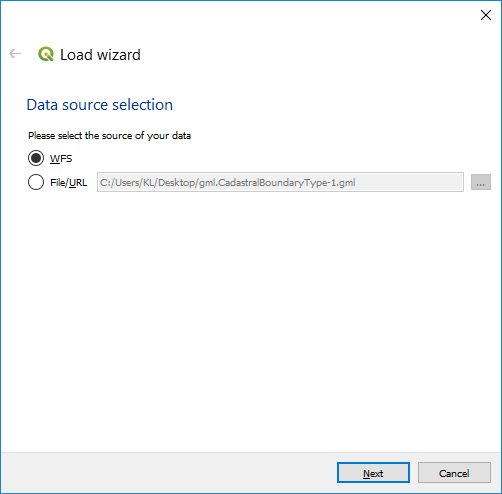 Load wizard
Data source selection
Please select the source of your data
WFS
File/URL C:/Users/KL/Desktop/gml.CadastralBoundaryType-1.gml ...
Next Cancel